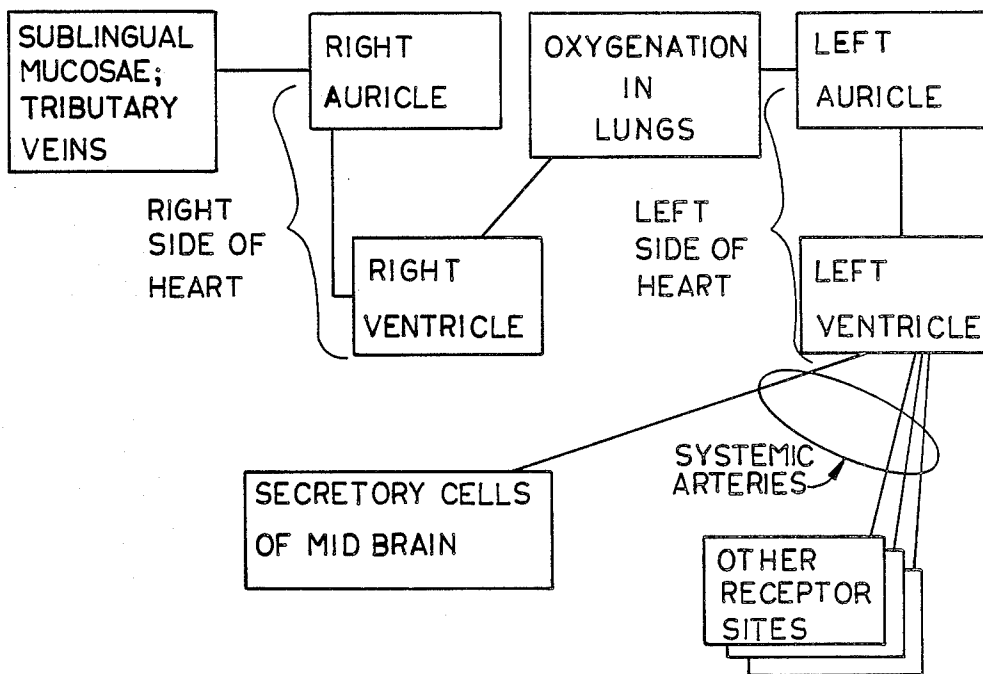 SUBLINGUAL
MUCOSAE;
TRIBUTARY
VEINS
RIGHT
AURICLE
OXYGENATION
IN
LUNGS
LEFT
AURICLE
RIGHT
SIDE OF
HEART
RIGHT
VENTRICLE
LEFT
SIDE OF
HEART
LEFT
VENTRICLE
SYSTEMIC
ARTERIES
SECRETORY CELLS
OF MID BRAIN
OTHER
RECEPTOR
SITES